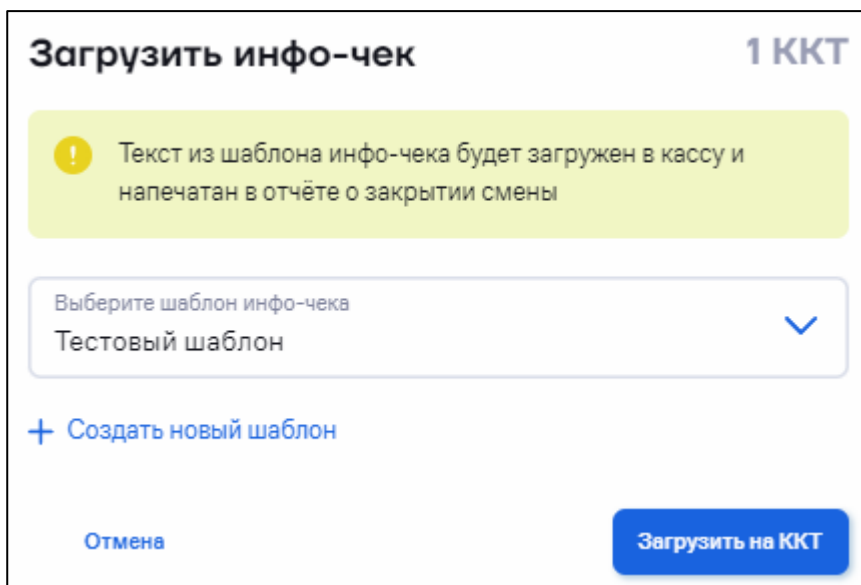 Загрузить инфо-чек 1 ККТ
! Текст из шаблона инфо-чека будет загружен в кассу и
напечатан в отчёте о закрытии смены
Выберите шаблон инфо-чека
Тестовый шаблон
+ Создать новый шаблон
Отмена Загрузить на ККТ